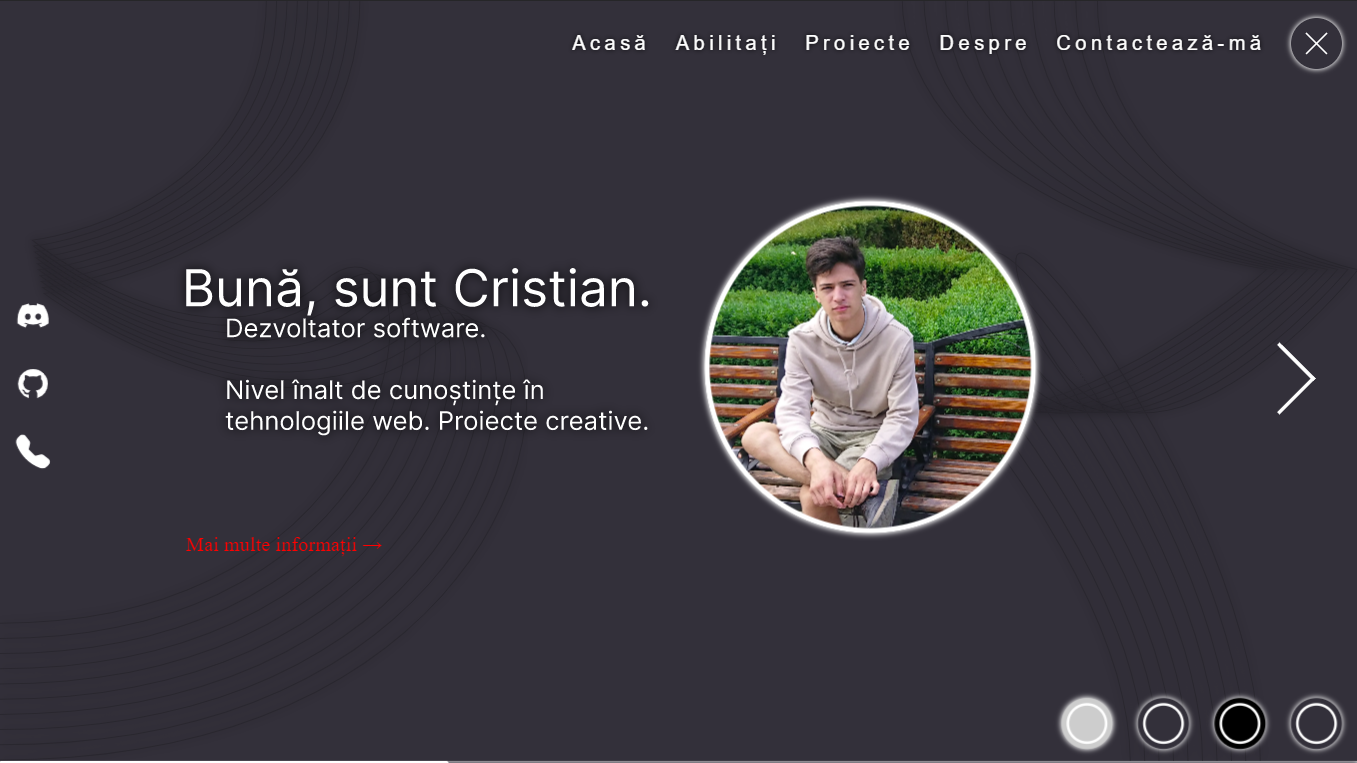 Acasă Abilitați Proiecte Despre Contactează-mă
Bună, sunt Cristian.
Dezvoltator software.
Nivel înalt de cunoștințe în
tehnologiile web. Proiecte creative.
Mai multe informații →